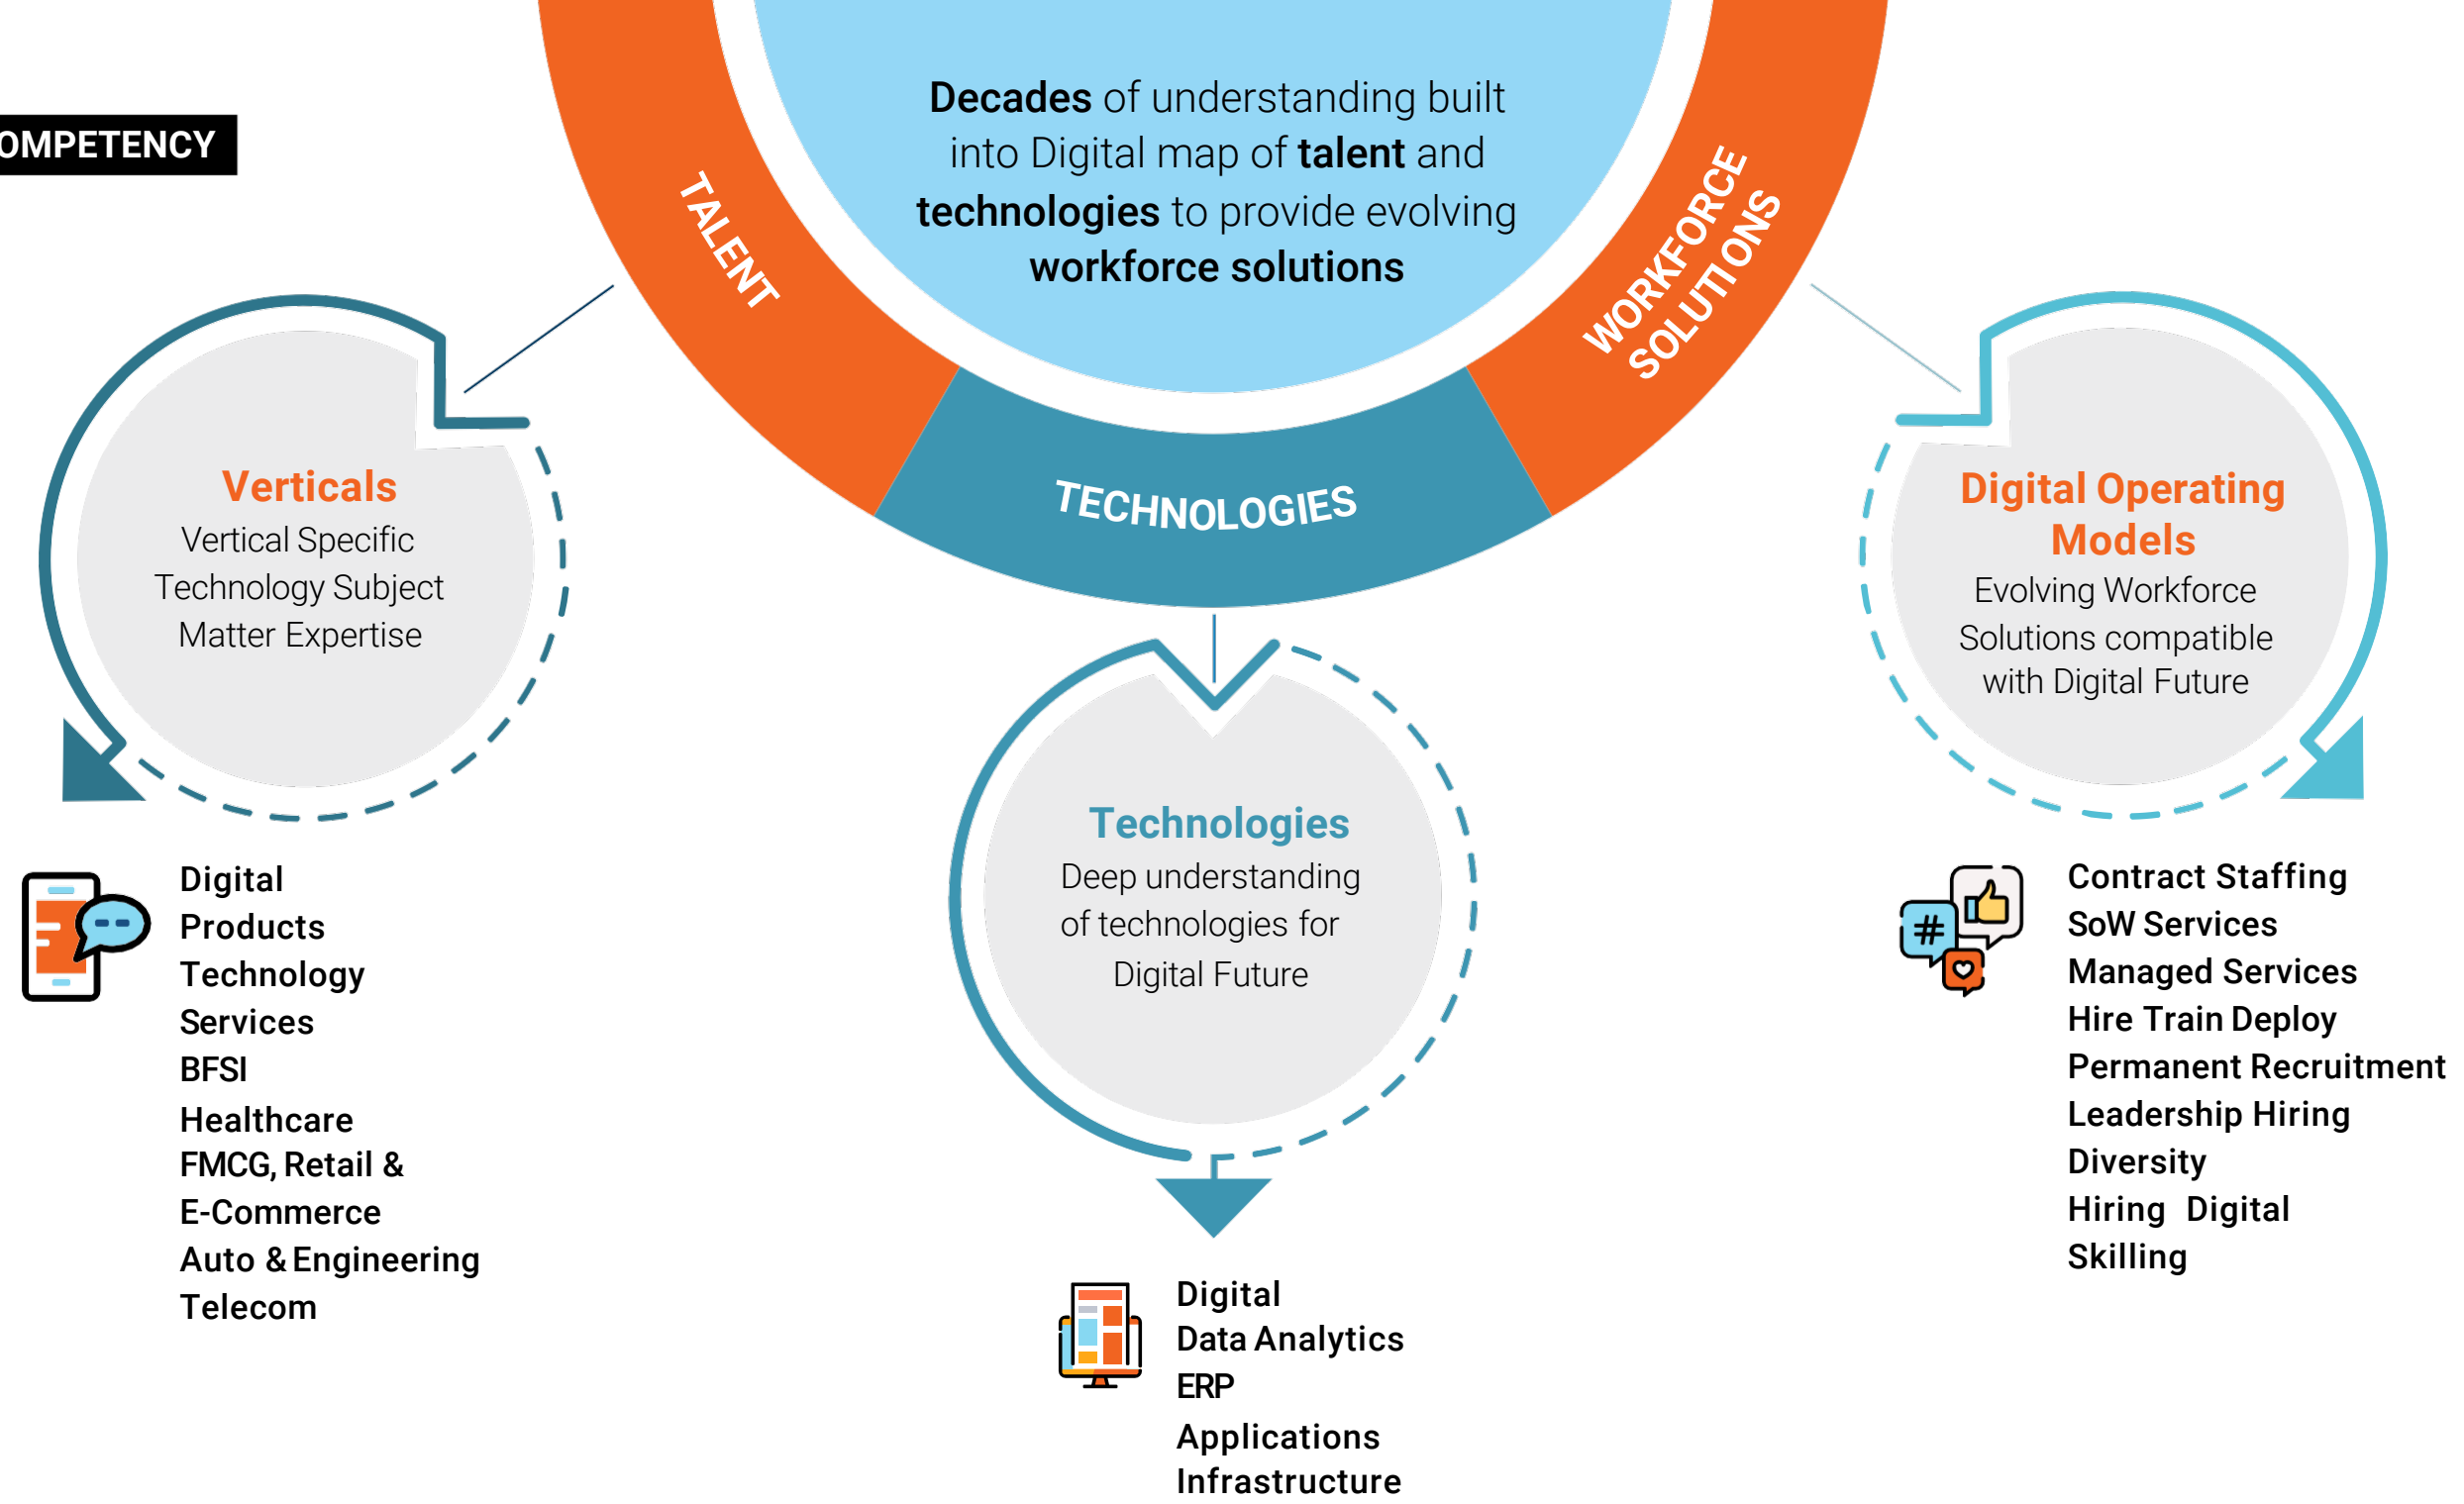 OMPETENCY
Decades of understanding built
into Digital map of talent and
technologies to provide evolving
workforce solutions
TALENT
TECHNOLOGIES
WORKFORCE
SOLUTIONS
Verticals
Vertical Specific
Technology Subject
Matter Expertise
Digital
Products
Technology
Services
BFSI
Healthcare
FMCG, Retail &
E-Commerce
Auto & Engineering
Telecom
Technologies
Deep understanding
of technologies for
Digital Future
Digital
Data Analytics
ERP
Applications
Infrastructure
Digital Operating
Models
Evolving Workforce
Solutions compatible
with Digital Future
#
Contract Staffing
SoW Services
Managed Services
Hire Train Deploy
Permanent Recruitment
Leadership Hiring
Diversity
Hiring Digital
Skilling